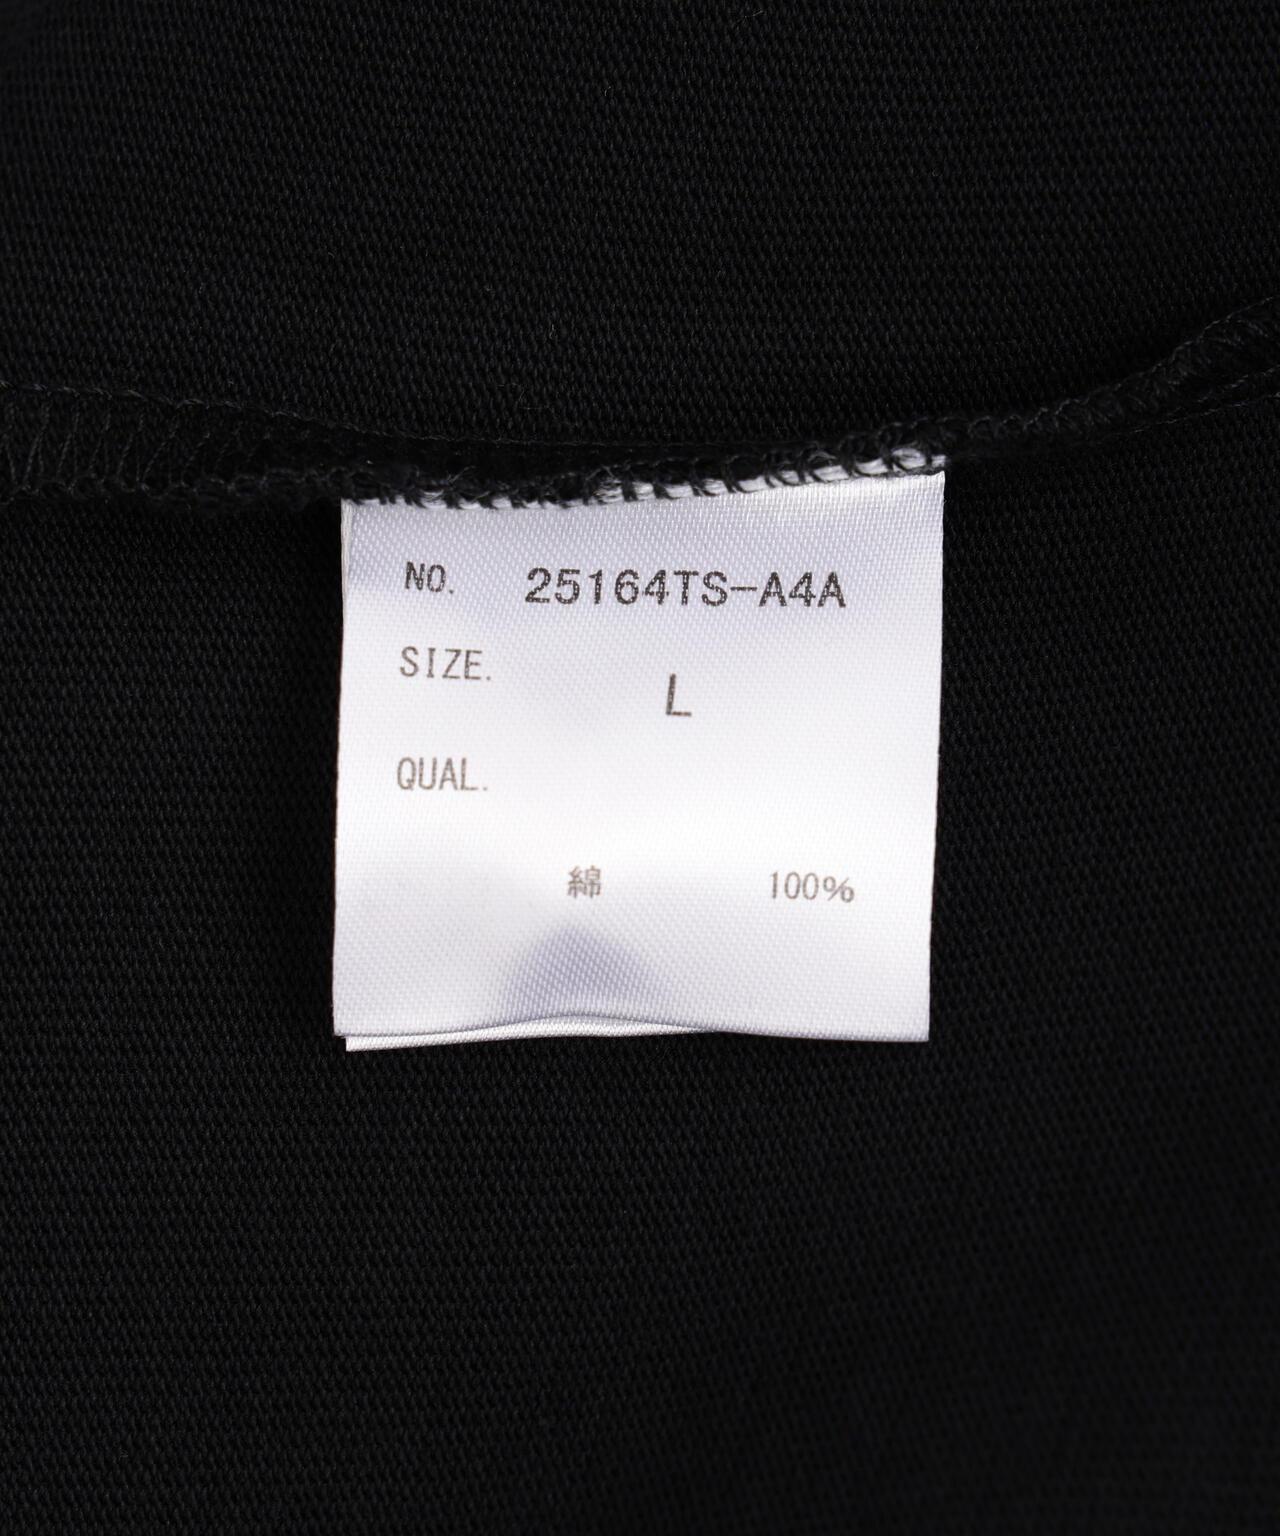 NO. 25164TS-A4A
SIZE. L
QUAL.
綿 100%